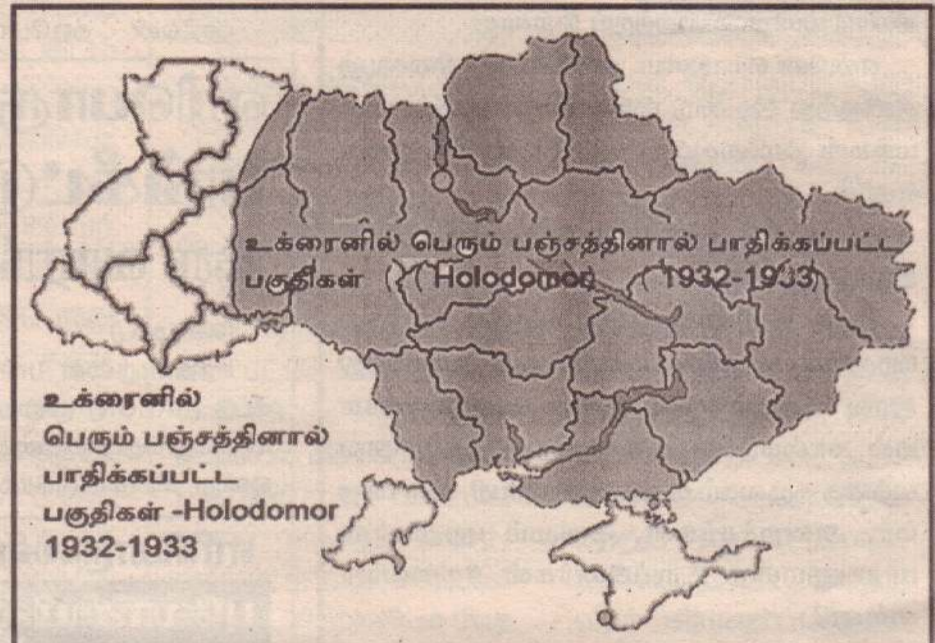 உக்ரைனில் பெரும் பஞ்சத்தினால் பாதிக்கப்பட்ட
பகுதிகள் ( ( Holodomor) ( 1932-1933)
உக்ரைனில்
பெரும் பஞ்சத்தினால்
பாதிக்கப்பட்ட
பகுதிகள் -Holodomor
1932-1933